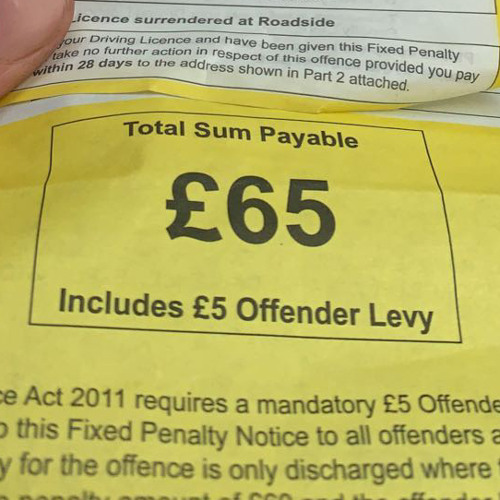 Licence surrendered at Roadside
your Driving Licence and have been given this Fixed Penalty
take no further action in respect of this offence provided you pay
within 28 days to the address shown in Part 2 attached.
Total Sum Payable
£65
Includes £5 Offender Levy
Act 2011 requires a mandatory £5
this Fixed Penalty Notice to all offenders
for the offence is only discharged where